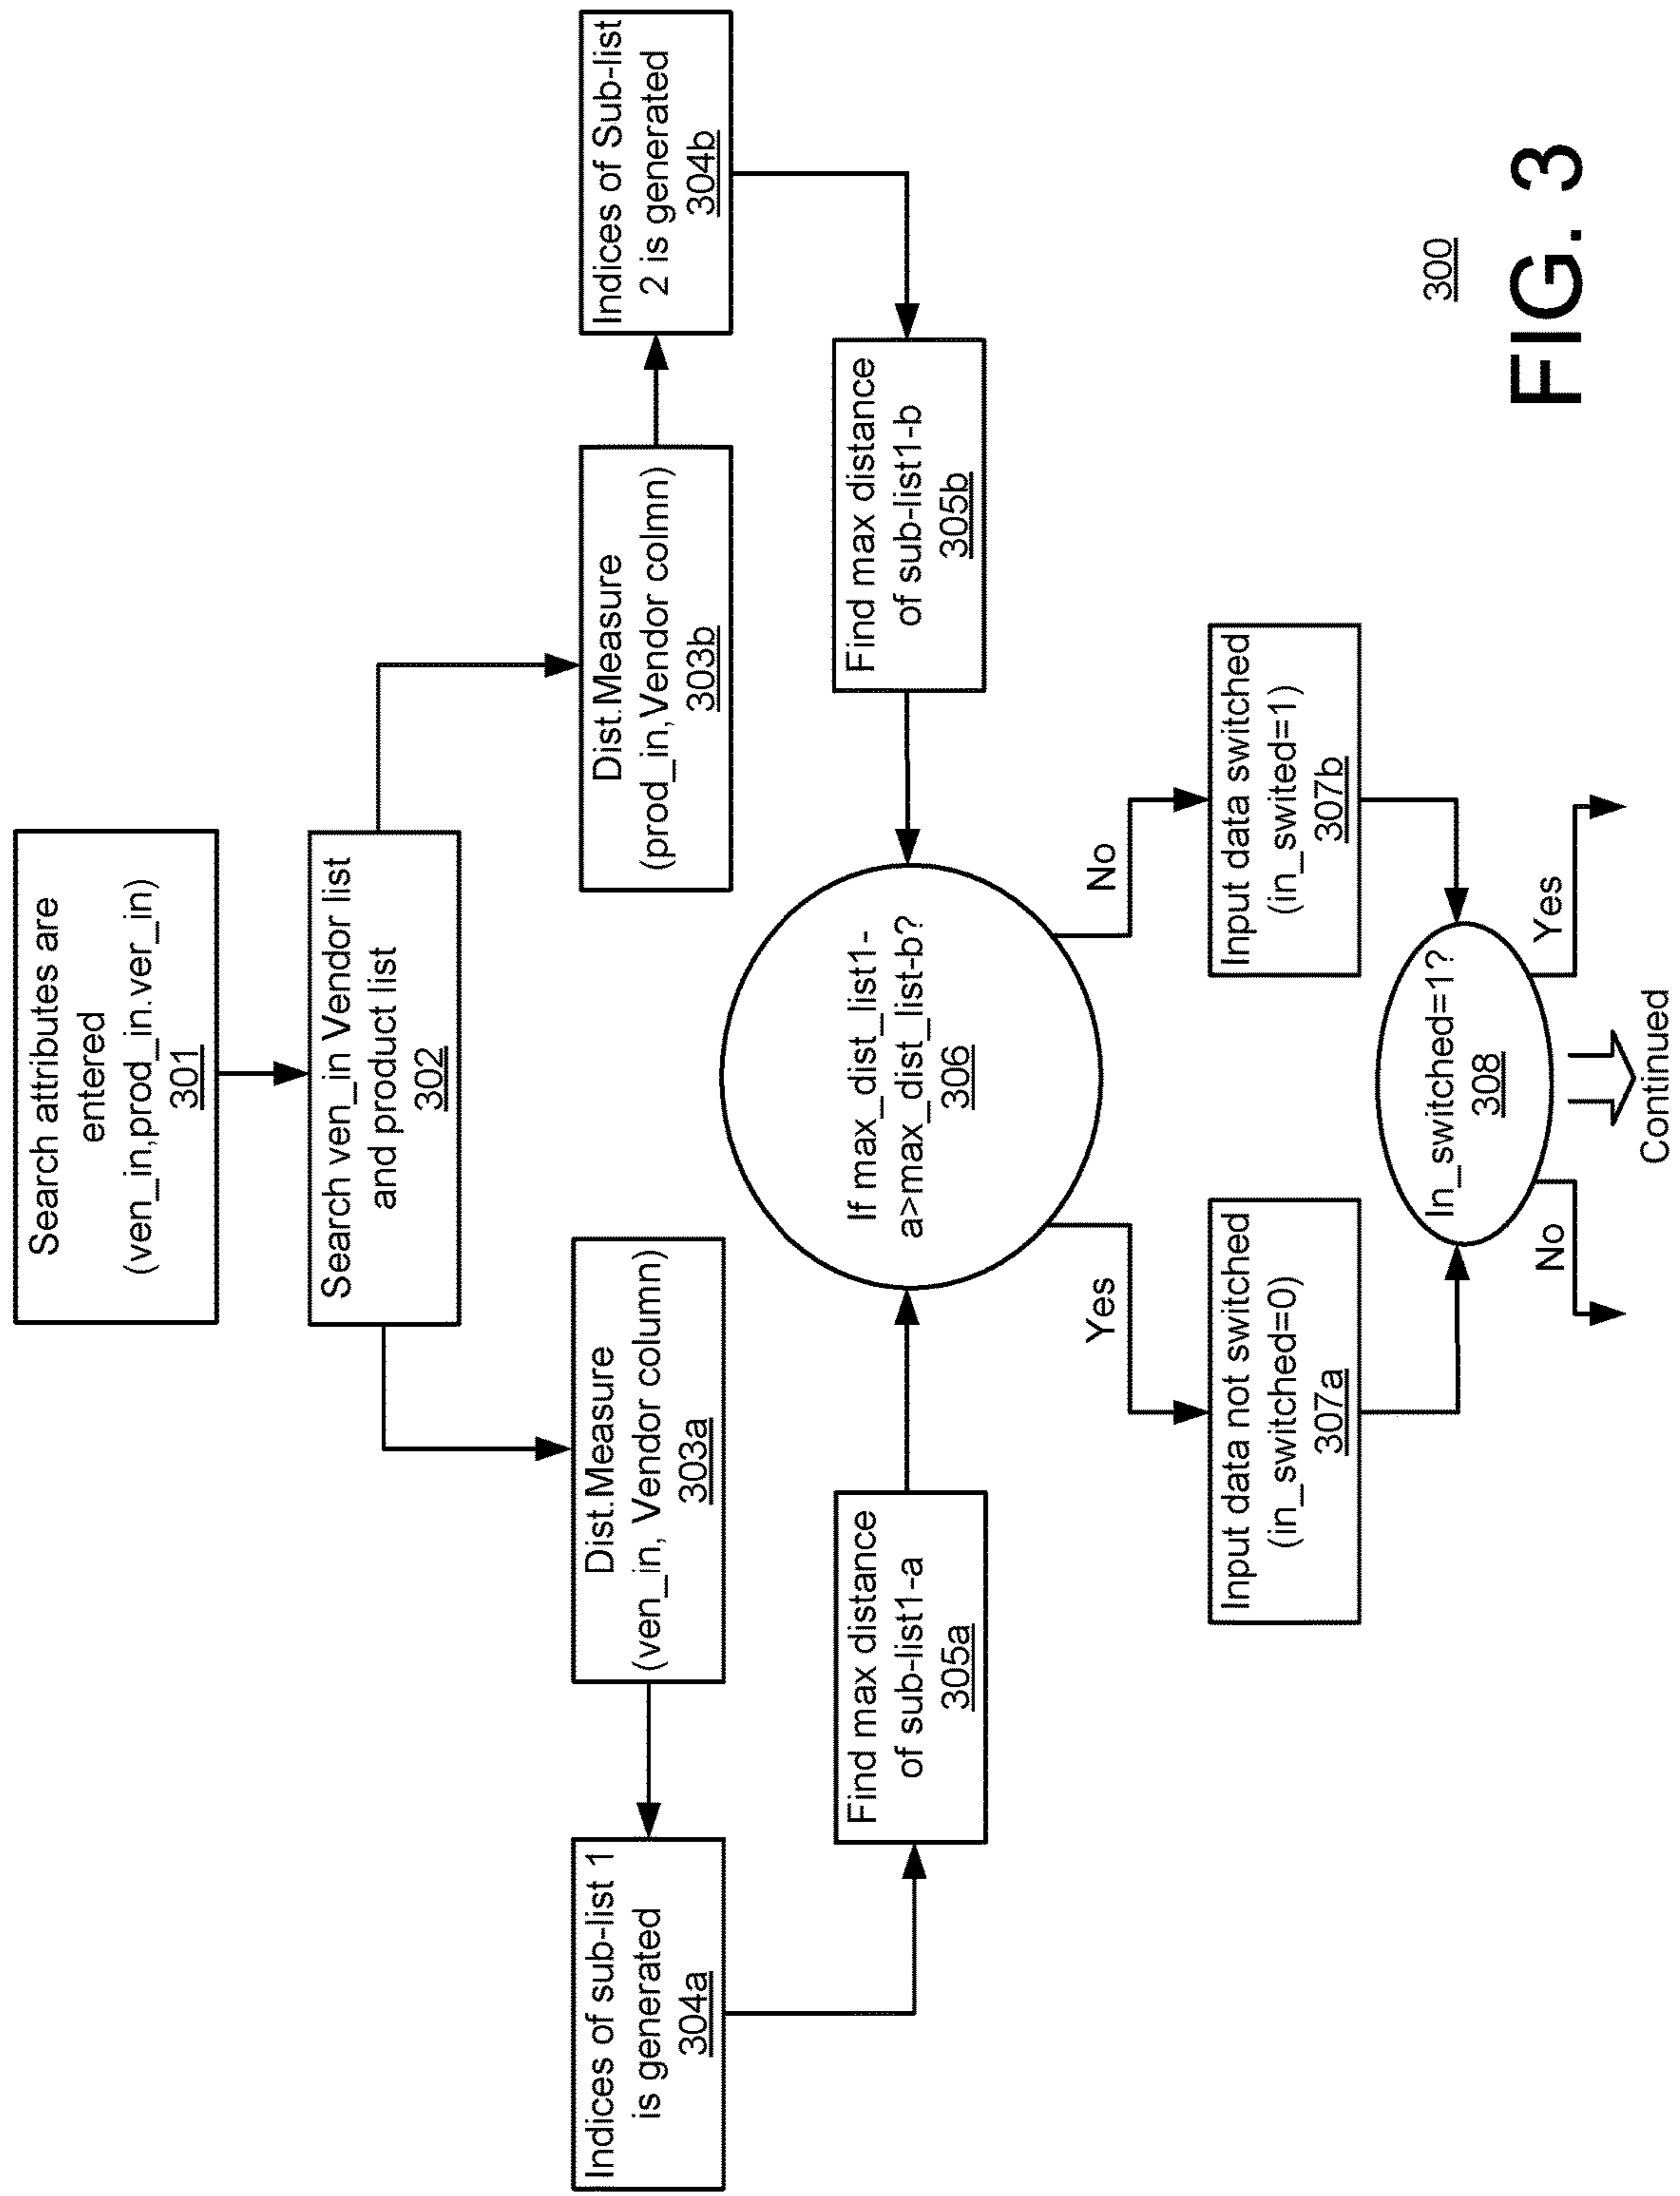 Search attributes are
entered
(ven_in,prod_in.ver_in)
301
Search ven_in Vendor list
and product list
302
Dist.Measure
(ven_in, Vendor column)
303a
Dist.Measure
(prod_in,Vendor colmn)
303b
Indices of sub-list 1
is generated
304a
Indices of Sub-list
2 is generated
304b
Find max distance
of sub-list1-a
305a
If max_dist_list1-
a>max_dist_list-b?
306
Find max distance
of sub-list1-b
305b
Yes
No
Input data not switched
(in_switched=0)
307a
Input data switched
(in_swited=1)
307b
In_switched=1?
308
No
Yes
Continued
300
FIG. 3